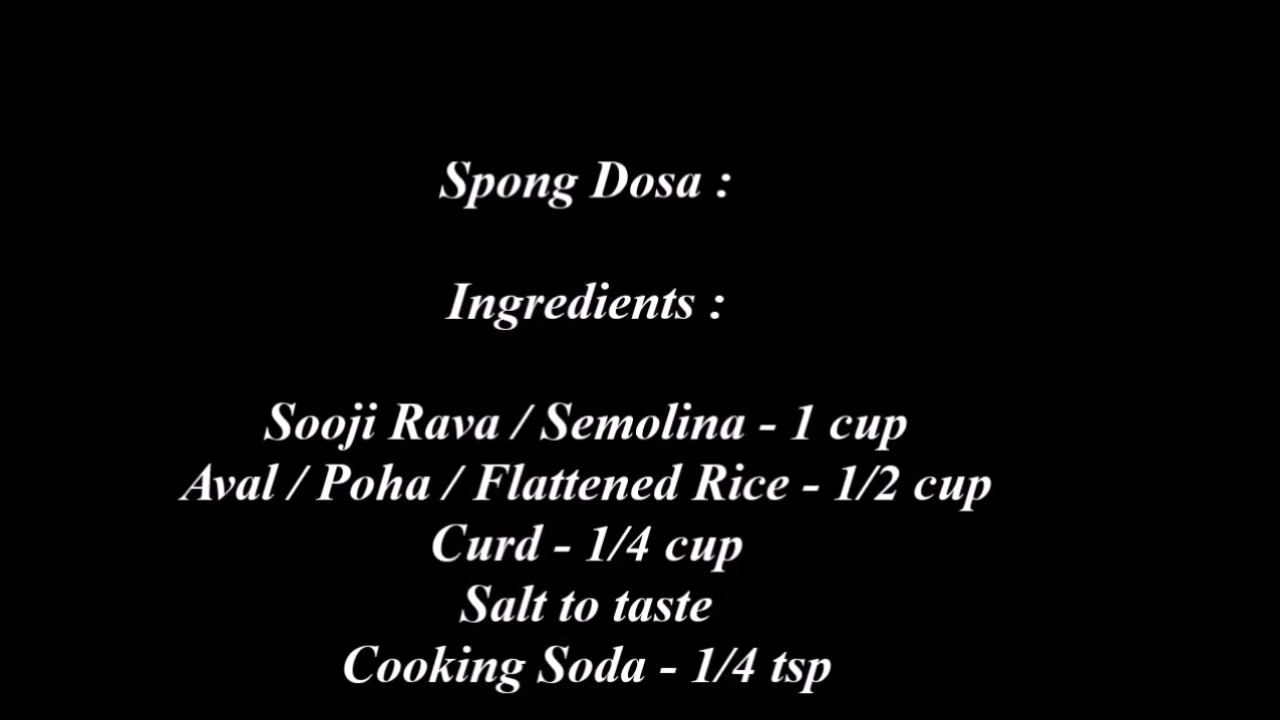 Spong Dosa :
Ingredients :
Sooji Rava / Semolina - 1 cup
Aval / Poha / Flattened Rice - 1/2 cup
Curd - 1/4 cup
Salt to taste
Cooking Soda - 1/4 tsp